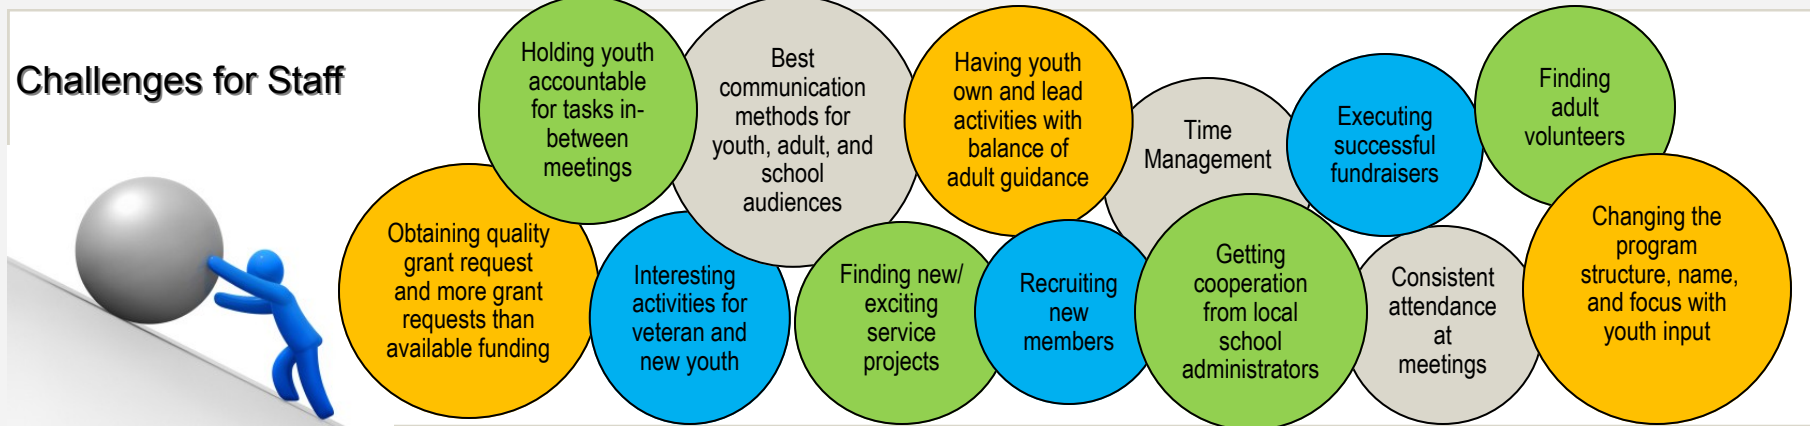 Challenges for Staff
Holding youth
accountable
for tasks in-
between
meetings
Best
communication
methods for
youth, adult, and
school
audiences
Having youth
own and lead
activities with
balance of
adult guidance
Time
Management
Executing
successful
fundraisers
Finding
adult
volunteers
Obtaining quality
grant request
and more grant
requests than
available funding
Interesting
activities for
veteran and
new youth
Finding new/
exciting
service
projects
Recruiting
new
members
Getting
cooperation
from local
school
administrators
Consistent
attendance
at
meetings
Changing the
program
structure, name,
and focus with
youth input